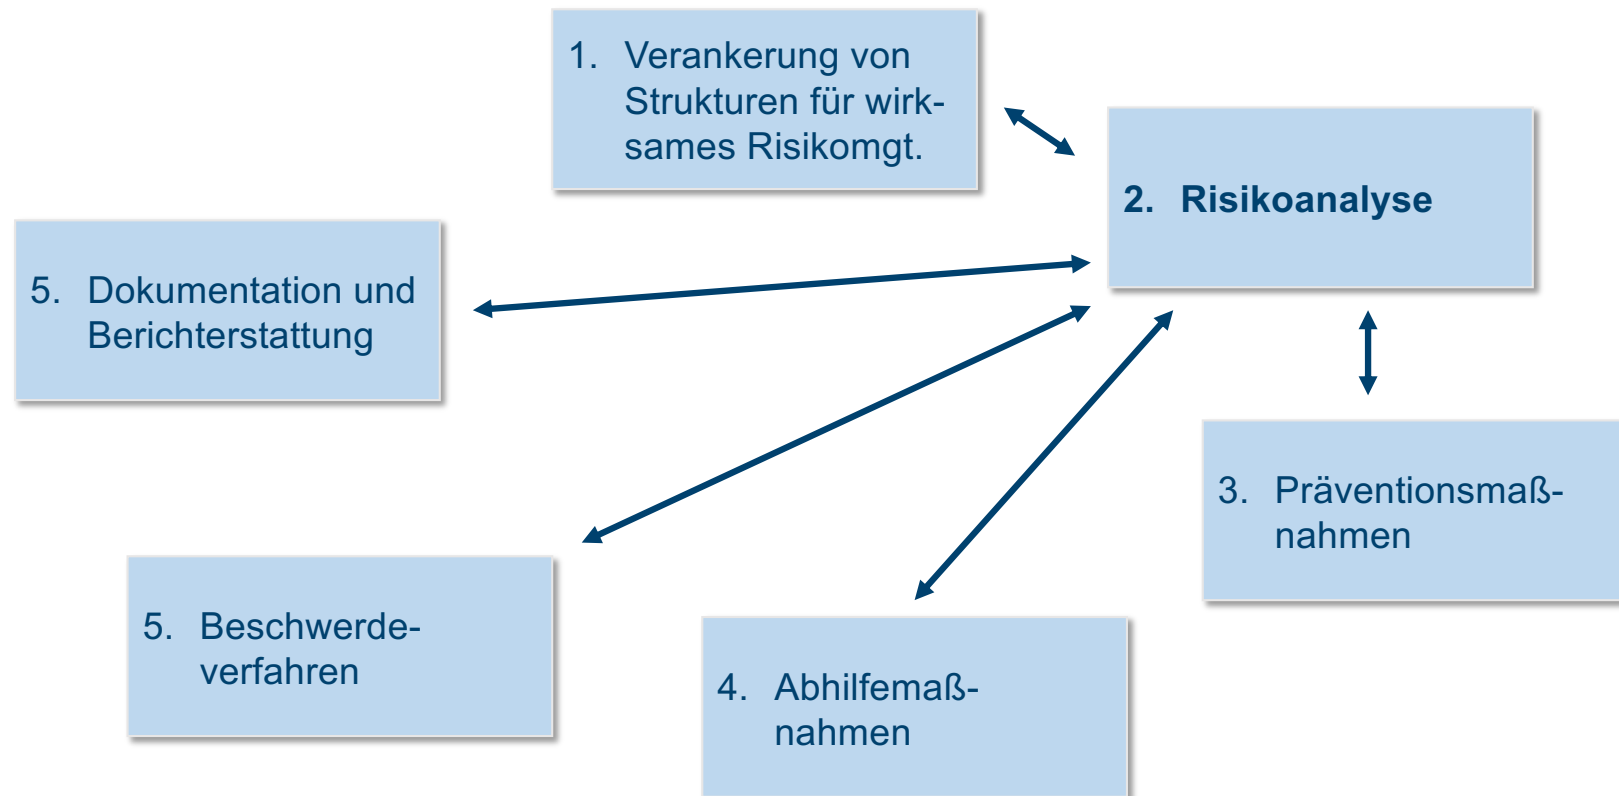 1. Verankerung von
Strukturen für wirk-
sames Risikomgt.
2. Risikoanalyse
3. Präventionsmaß-
nahmen
4. Abhilfemaß-
nahmen
5. Beschwerde-
verfahren
5. Dokumentation und
Berichterstattung